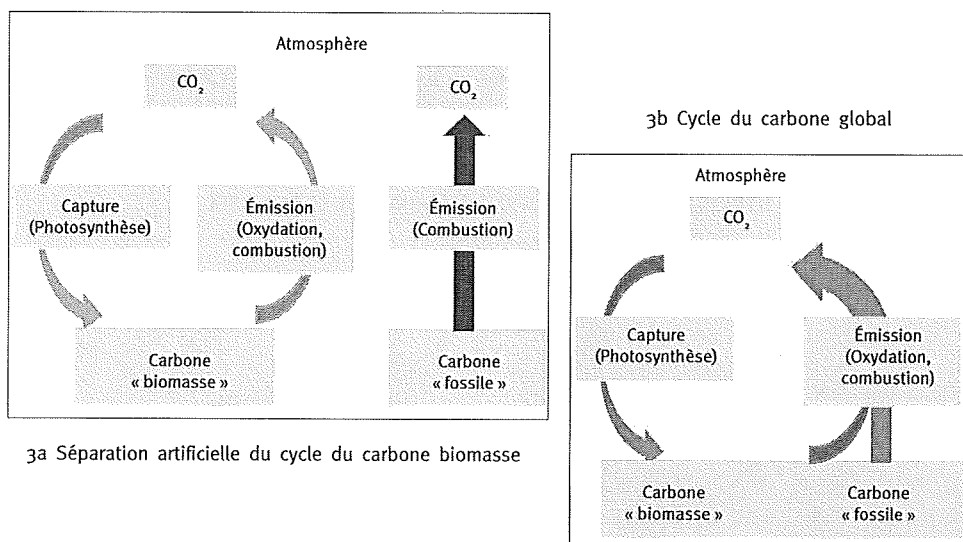 Atmosphère
CO₂
Capture
(Photosynthèse)
Émission
(Oxydation,
combustion)
Carbone
« biomasse »
CO₂
Émission
(Combustion)
Carbone
« fossile »
3a Séparation artificielle du cycle du carbone biomasse
3b Cycle du carbone global
Atmosphère
CO₂
Capture
(Photosynthèse)
Émission
(Oxydation,
combustion)
Carbone
« biomasse »
Carbone
« fossile »